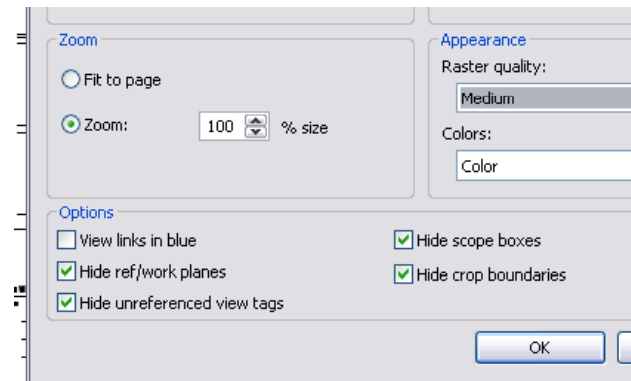 Zoom
Fit to page
Zoom: 100 % size
Appearance
Raster quality:
Medium
Colors:
Color
Options
View links in blue
Hide ref/work planes
Hide unreferenced view tags
Hide scope boxes
Hide crop boundaries
OK